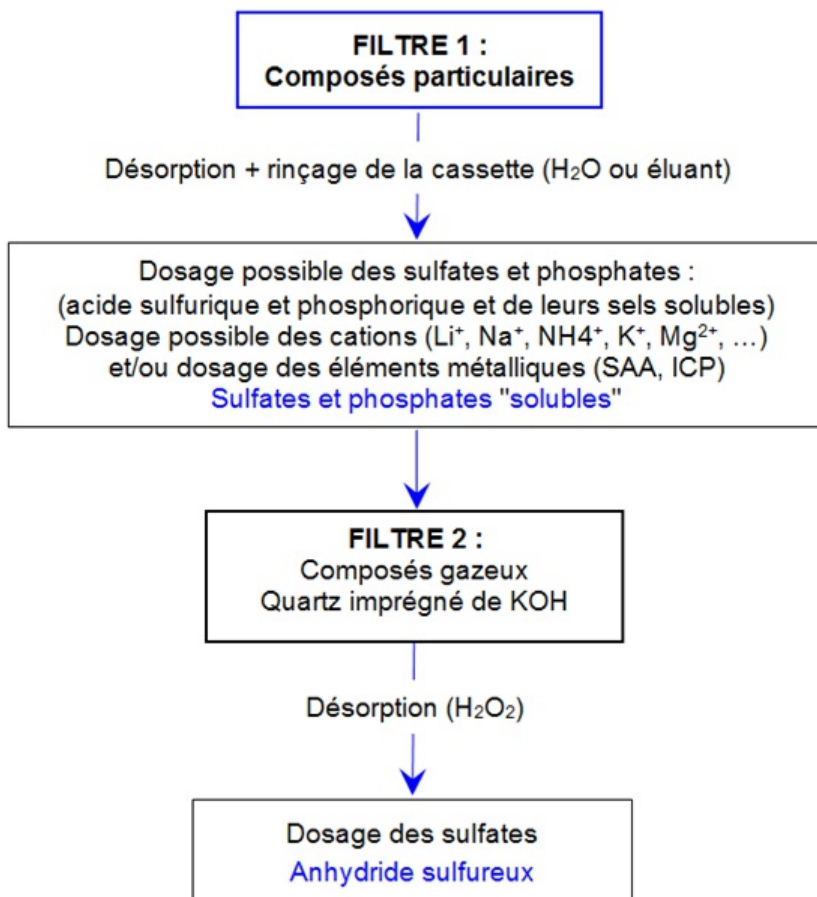 FILTRE 1 :
Composés particulaires
Désorption + rinçage de la cassette (H₂O ou éluant)
Dosage possible des sulfates et phosphates :
(acide sulfurique et phosphorique et de leurs sels solubles)
Dosage possible des cations (Li⁺, Na⁺, NH4⁺, K⁺, Mg²⁺, ...)
et/ou dosage des éléments métalliques (SAA, ICP)
Sulfates et phosphates "solubles"
FILTRE 2 :
Composés gazeux
Quartz imprégné de KOH
Désorption (H₂O₂)
Dosage des sulfates
Anhydride sulfureux